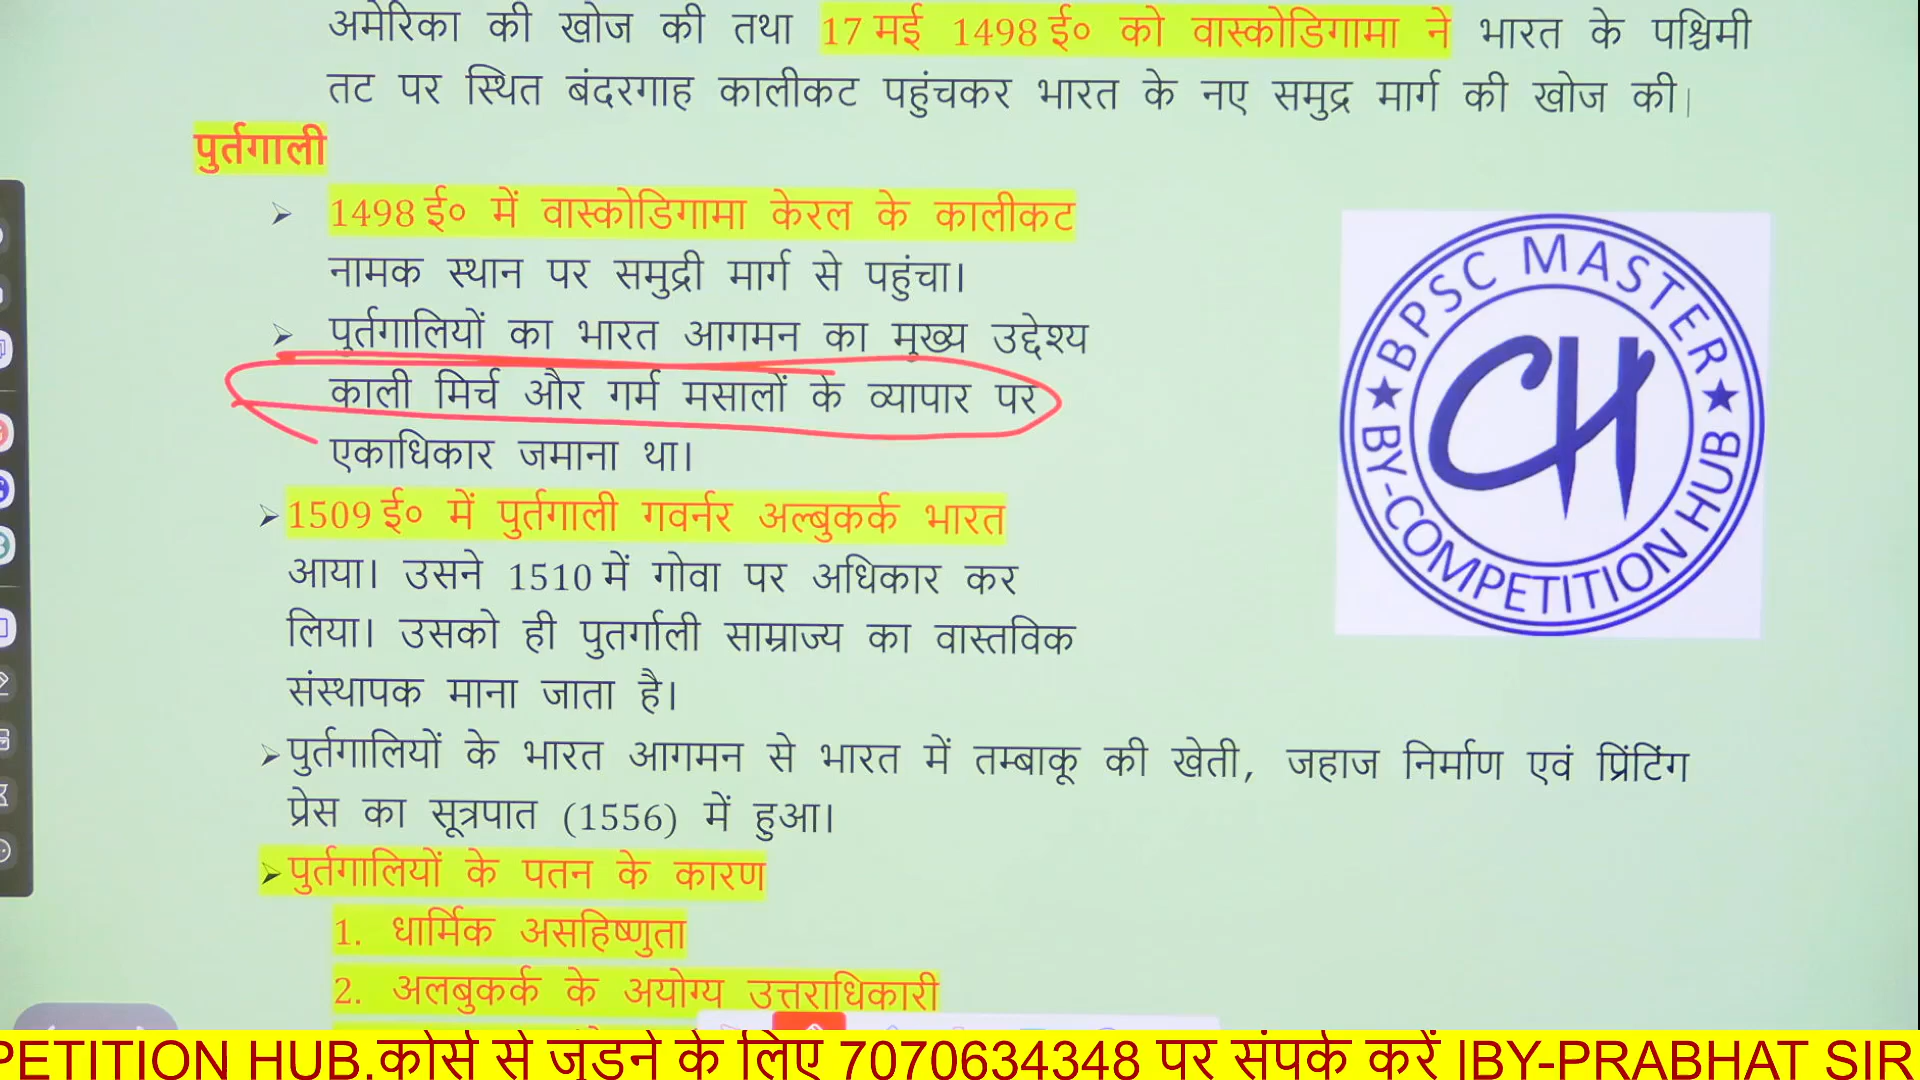 अमेरिका की खोज की तथा 17 मई 1498 ई० को वास्कोडिगामा ने भारत के पश्चिमी
तट पर स्थित बंदरगाह कालीकट पहुंचकर भारत के नए समुद्र मार्ग की खोज की|
पुर्तगाली
➢ 1498 ई० में वास्कोडिगामा केरल के कालीकट
नामक स्थान पर समुद्री मार्ग से पहुंचा।
➢ पुर्तगालियों का भारत आगमन का मुख्य उद्देश्य
काली मिर्च और गर्म मसालों के व्यापार पर
एकाधिकार जमाना था।
➢ 1509 ई० में पुर्तगाली गवर्नर अल्बुकर्क भारत
आया। उसने 1510 में गोवा पर अधिकार कर
लिया। उसको ही पुतर्गाली साम्राज्य का वास्तविक
संस्थापक माना जाता है।
➢ पुर्तगालियों के भारत आगमन से भारत में तम्बाकू की खेती, जहाज निर्माण एवं प्रिंटिंग
प्रेस का सूत्रपात (1556) में हुआ।
➢ पुर्तगालियों के पतन के कारण
1. धार्मिक असहिष्णुता
2. अलबुकर्क के अयोग्य उत्तराधिकारी
BPSC MASTER
CH
★ BY-COMPETITION HUB ★
PETITION HUB.कोर्स से जुडने के लिए 7070634348 पर संपर्क करें |BY-PRABHAT SIR